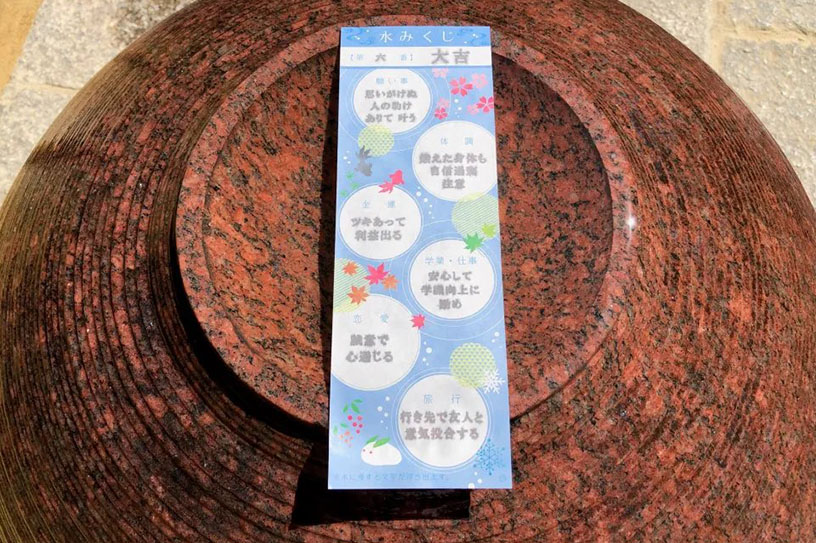 水みくじ
【第 六 番】 大吉
願い事
思いがけぬ
人の助け
ありて 叶う
体調
鍛えた身体も
自信過剰
注意
金運
ツキあって
利益出る
学業・仕事
安心して
学職向上に
励め
恋愛
誠意で
心通じる
旅行
行き先で友人と
意気投合する